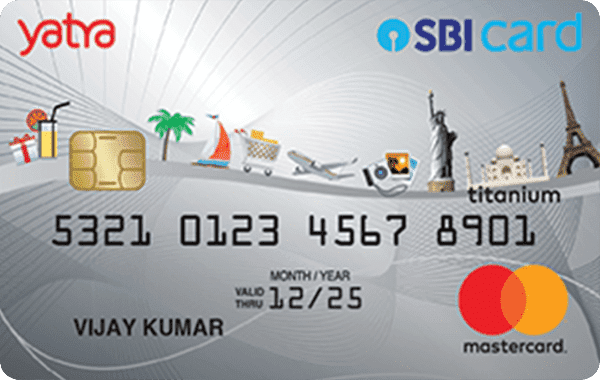 yatra
SBI card
titanium
5321 0123 4567 8901
MONTH / YEAR
VALID THRU 12/25
VIJAY KUMAR
mastercard.